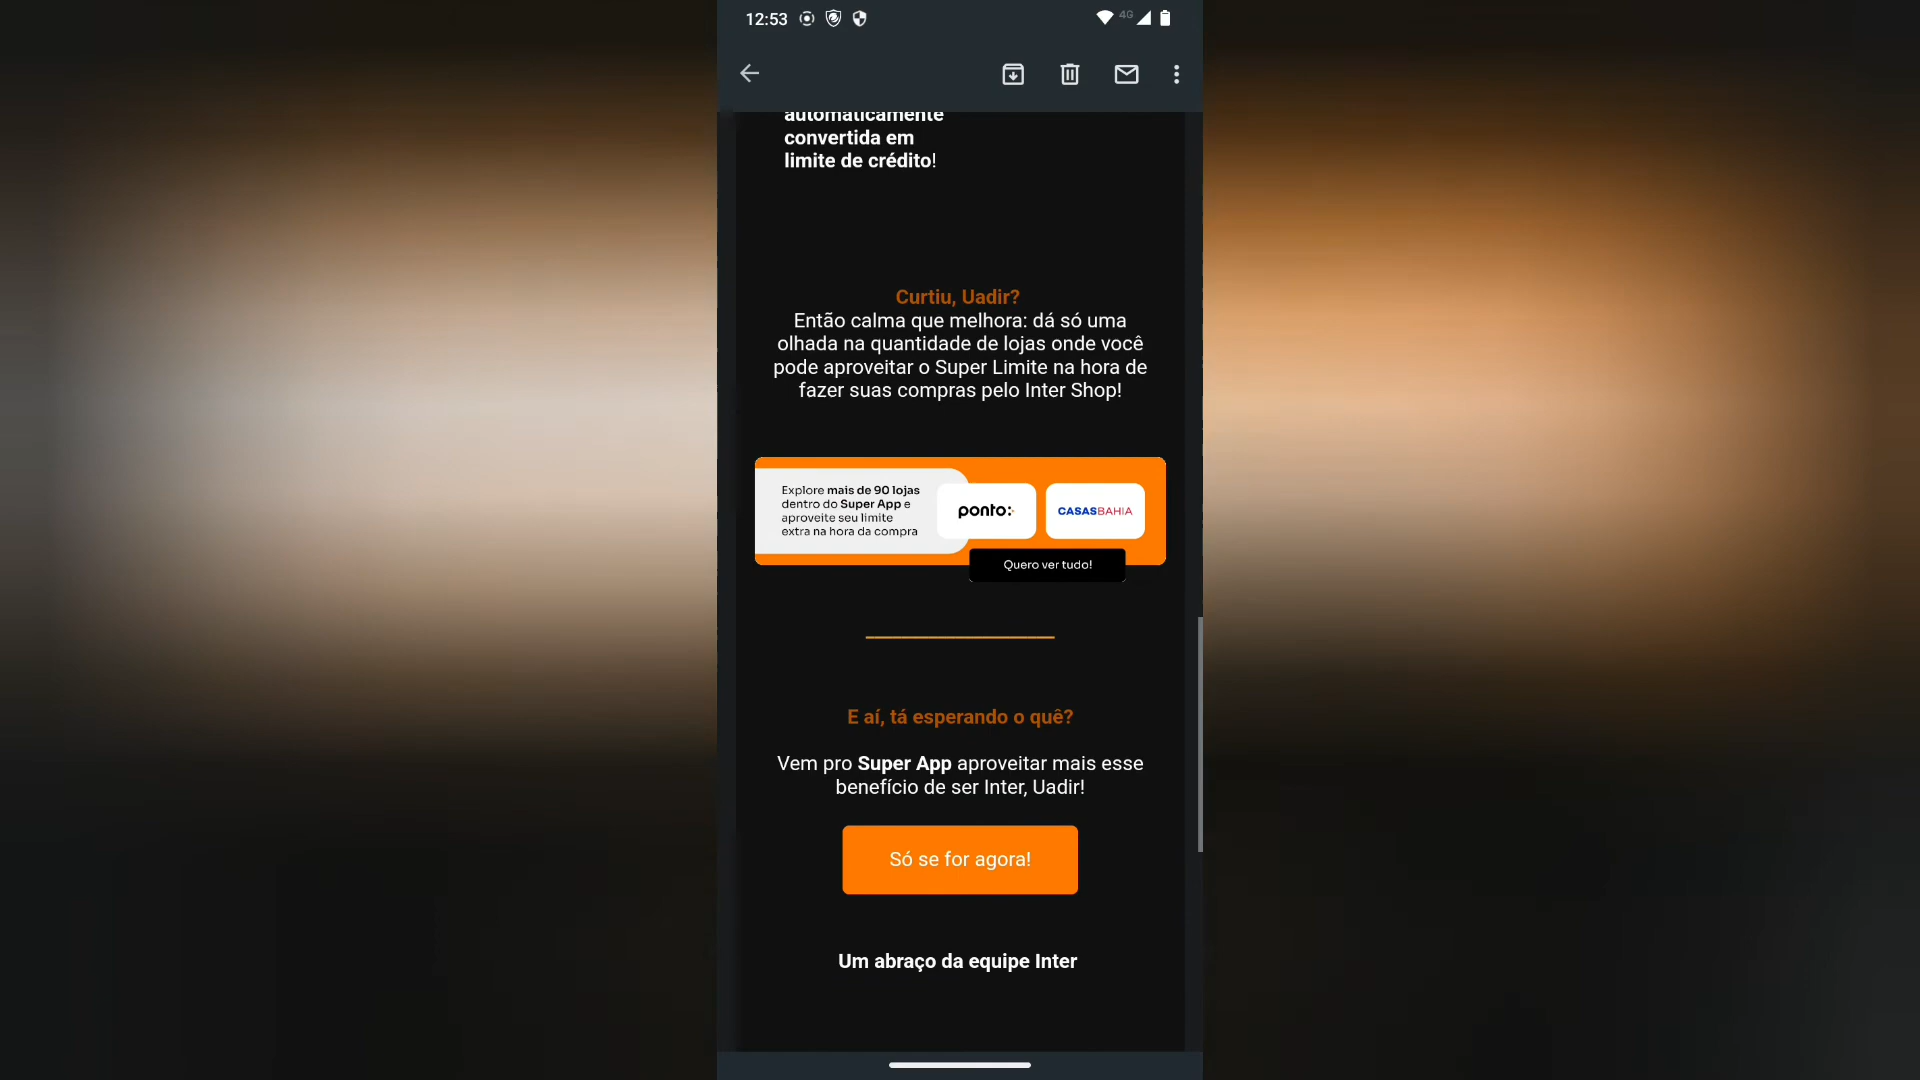 12:53
4G
automaticamente
convertida em
limite de crédito!
Curtiu, Uadir?
Então calma que melhora: dá só uma
olhada na quantidade de lojas onde você
pode aproveitar o Super Limite na hora de
fazer suas compras pelo Inter Shop!
Explore mais de 90 lojas
dentro do Super App e
aproveite seu limite
extra na hora da compra
ponto:
CASASBAHIA
Quero ver tudo!
E aí, tá esperando o quê?
Vem pro Super App aproveitar mais esse
benefício de ser Inter, Uadir!
Só se for agora!
Um abraço da equipe Inter